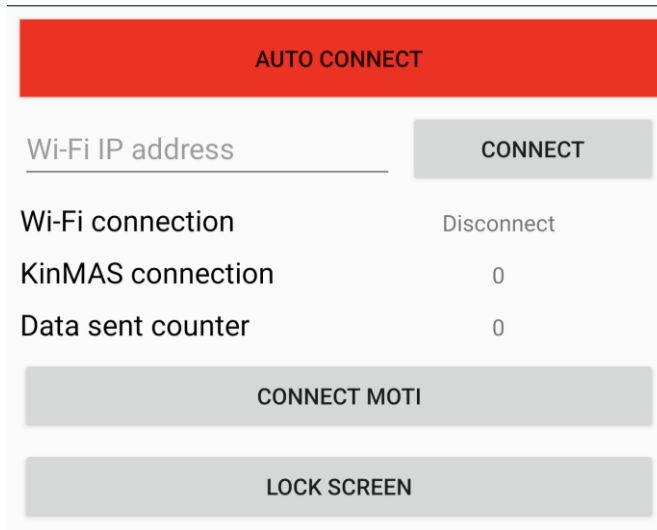 AUTO CONNECT
Wi-Fi IP address CONNECT
Wi-Fi connection Disconnect
KinMAS connection 0
Data sent counter 0
CONNECT MOTI
LOCK SCREEN